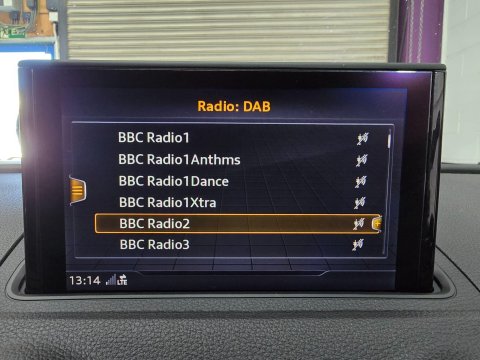 Radio: DAB
BBC Radio1
BBC Radio1Anthms
BBC Radio1Dance
BBC Radio1Xtra
BBC Radio2
BBC Radio3
13:14 LTE